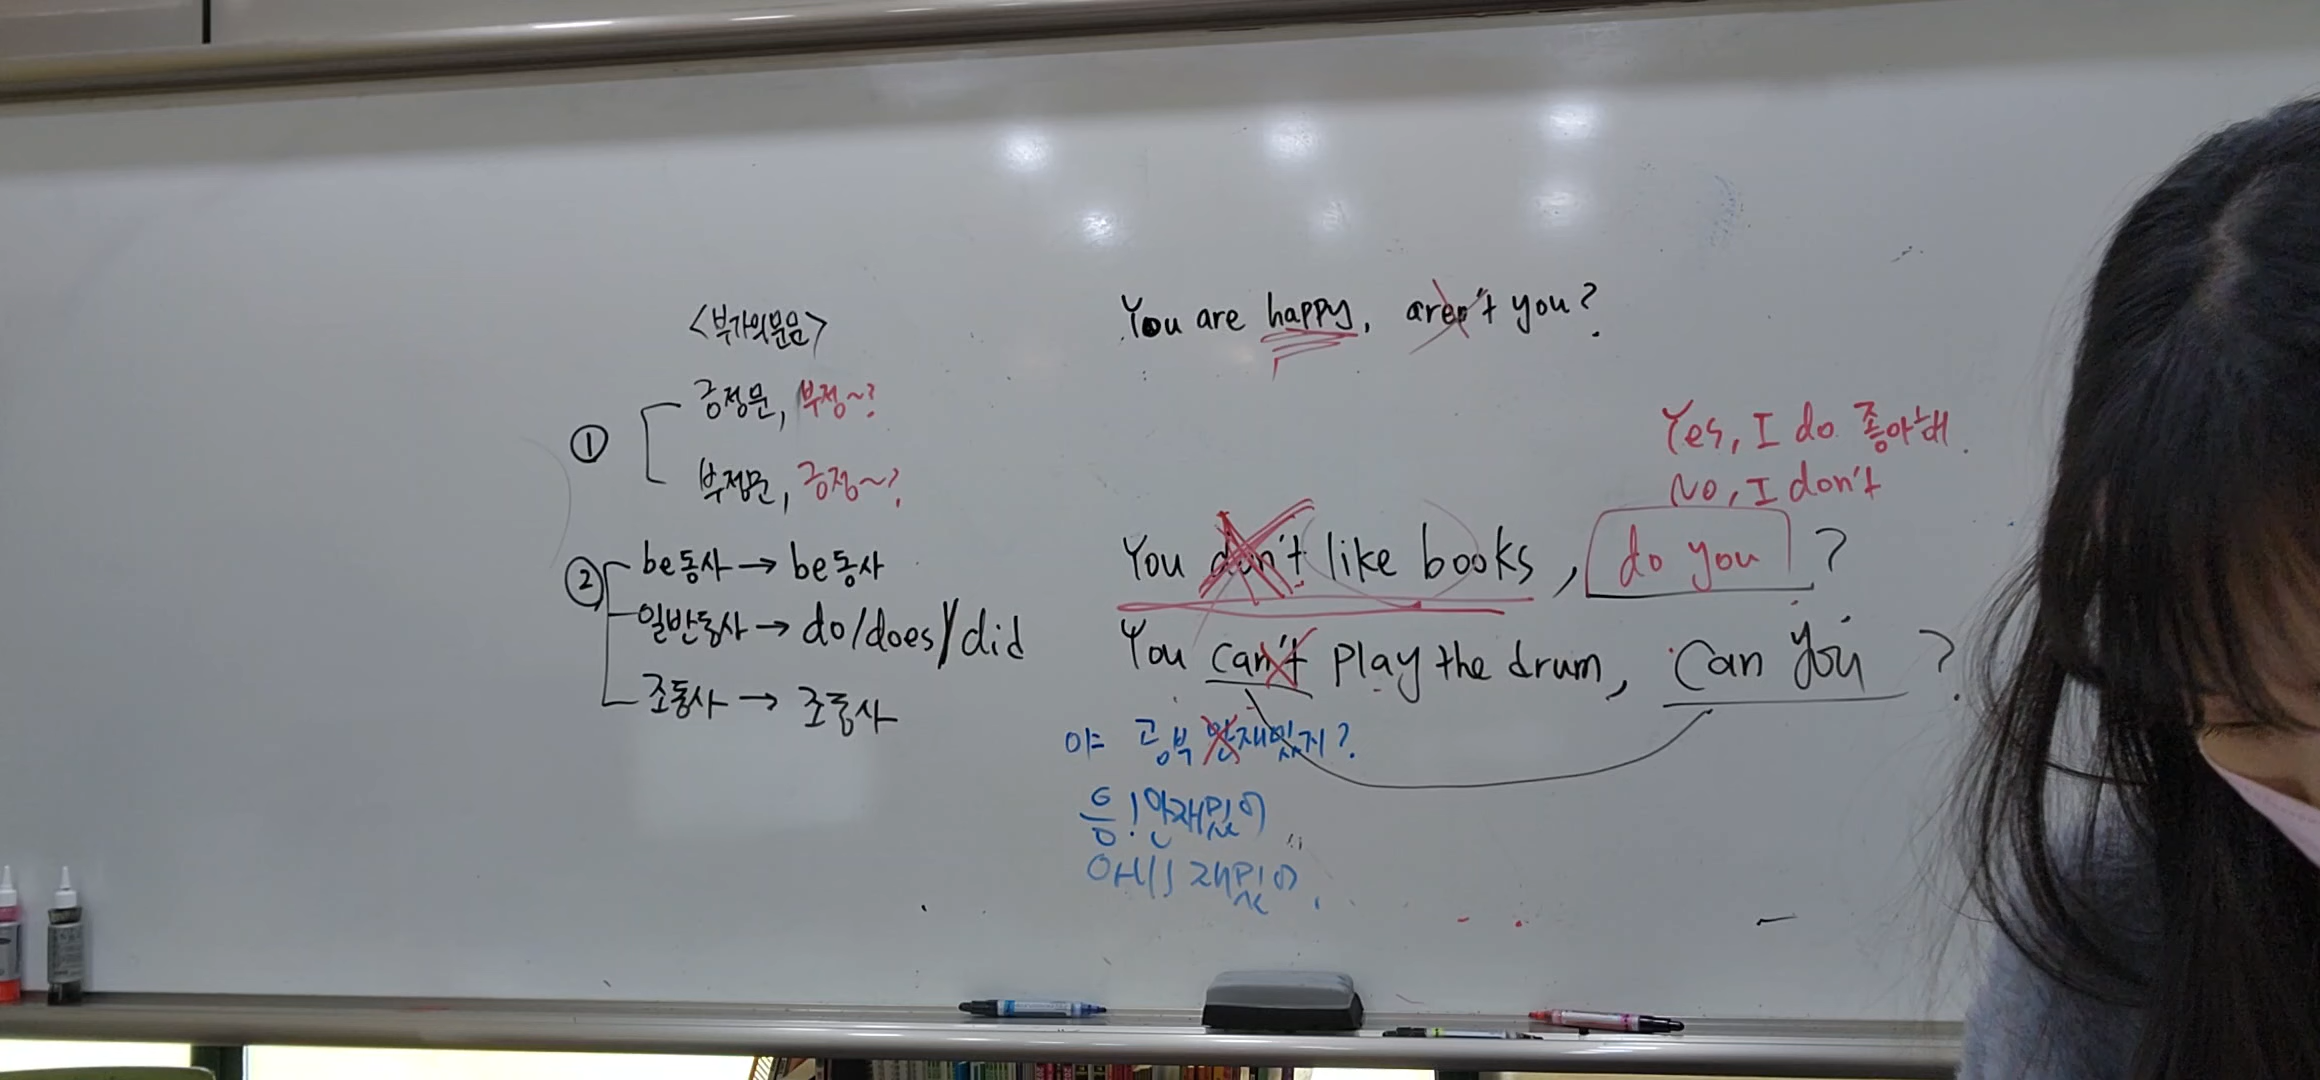 <부가의문문>
① 긍정문, 부정~?
부정문, 긍정~?
② be동사 → be동사
일반동사 → do/does/did
조동사 → 조동사
You are happy, aren't you?
Yes, I do 좋아해.
No, I don't
You don't like books, do you?
You can't play the drum, can you?
야 공부 안재밌지?
응! 안재밌어
아니 재밌어.